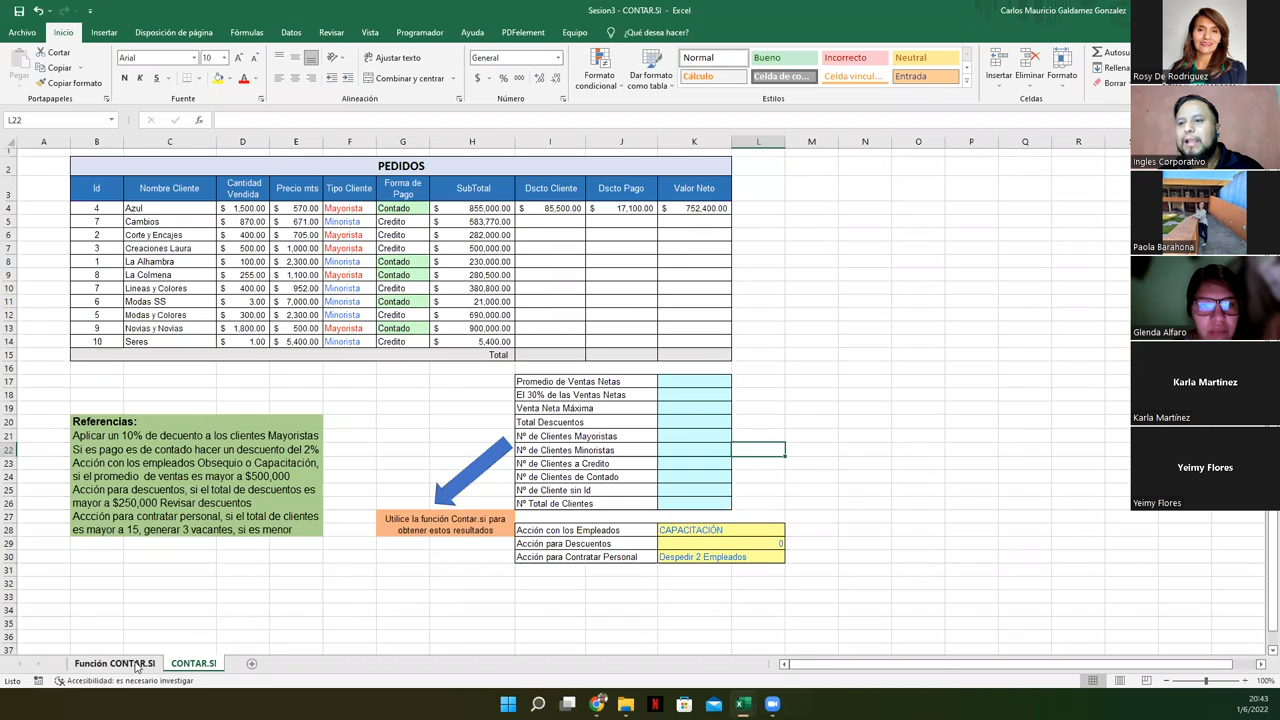 Sesion3 - CONTAR.SI - Excel
Carlos Mauricio Galdamez Gonzalez
Archivo Inicio Insertar Disposición de página Fórmulas Datos Revisar Vista Programador Ayuda PDFelement Equipo ¿Qué desea hacer?
Pegar
Cortar
Copiar
Copiar formato
Portapapeles
Arial 10
N K S
Fuente
Ajustar texto
Combinar y centrar
Alineación
General
Número
Formato condicional
Dar formato como tabla
Normal Bueno Incorrecto Neutral
Cálculo Celda de co... Celda vincul... Entrada
Estilos
Insertar Eliminar Formato
Celdas
Autosu
Rellena
Borrar
L22
A B C D E F G H I J K L M N O P Q R S
PEDIDOS
Id Nombre Cliente Cantidad Vendida Precio mts Tipo Cliente Forma de Pago SubTotal Dscto Cliente Dscto Pago Valor Neto
4 Azul $ 1,500.00 $ 570.00 Mayorista Contado $ 855,000.00 $ 85,500.00 $ 17,100.00 $ 752,400.00
7 Cambios $ 870.00 $ 671.00 Minorista Credito $ 583,770.00
2 Corte y Encajes $ 400.00 $ 705.00 Mayorista Credito $ 282,000.00
3 Creaciones Laura $ 500.00 $ 1,000.00 Mayorista Credito $ 500,000.00
1 La Alhambra $ 100.00 $ 2,300.00 Minorista Contado $ 230,000.00
8 La Colmena $ 255.00 $ 1,100.00 Mayorista Contado $ 280,500.00
7 Lineas y Colores $ 400.00 $ 952.00 Minorista Credito $ 380,800.00
6 Modas SS $ 3.00 $ 7,000.00 Minorista Contado $ 21,000.00
5 Modas y Colores $ 300.00 $ 2,300.00 Minorista Credito $ 690,000.00
9 Novias y Novias $ 1,800.00 $ 500.00 Mayorista Contado $ 900,000.00
10 Seres $ 1.00 $ 5,400.00 Minorista Credito $ 5,400.00
Total
Promedio de Ventas Netas
El 30% de las Ventas Netas
Venta Neta Máxima
Total Descuentos
Nº de Clientes Mayoristas
Nº de Clientes Minoristas
Nº de Clientes a Credito
Nº de Clientes de Contado
Nº de Cliente sin Id
Nº Total de Clientes
Referencias:
Aplicar un 10% de decuento a los clientes Mayoristas
Si es pago es de contado hacer un descuento del 2%
Acción con los empleados Obsequio o Capacitación,
si el promedio de ventas es mayor a $500,000
Acción para descuentos, si el total de descuentos es
mayor a $250,000 Revisar descuentos
Accción para contratar personal, si el total de clientes
es mayor a 15, generar 3 vacantes, si es menor
Utilice la función Contar.si para
obtener estos resultados
Acción con los Empleados CAPACITACIÓN
Acción para Descuentos 0
Acción para Contratar Personal Despedir 2 Empleados
Función CONTAR.SI CONTAR.SI
Listo Accesibilidad: es necesario investigar
100%
20:43
1/6/2022
Rosy De Rodriguez
Ingles Corporativo
Paola Barahona
Glenda Alfaro
Karla Martínez
Karla Martínez
Yeimy Flores
Yeimy Flores